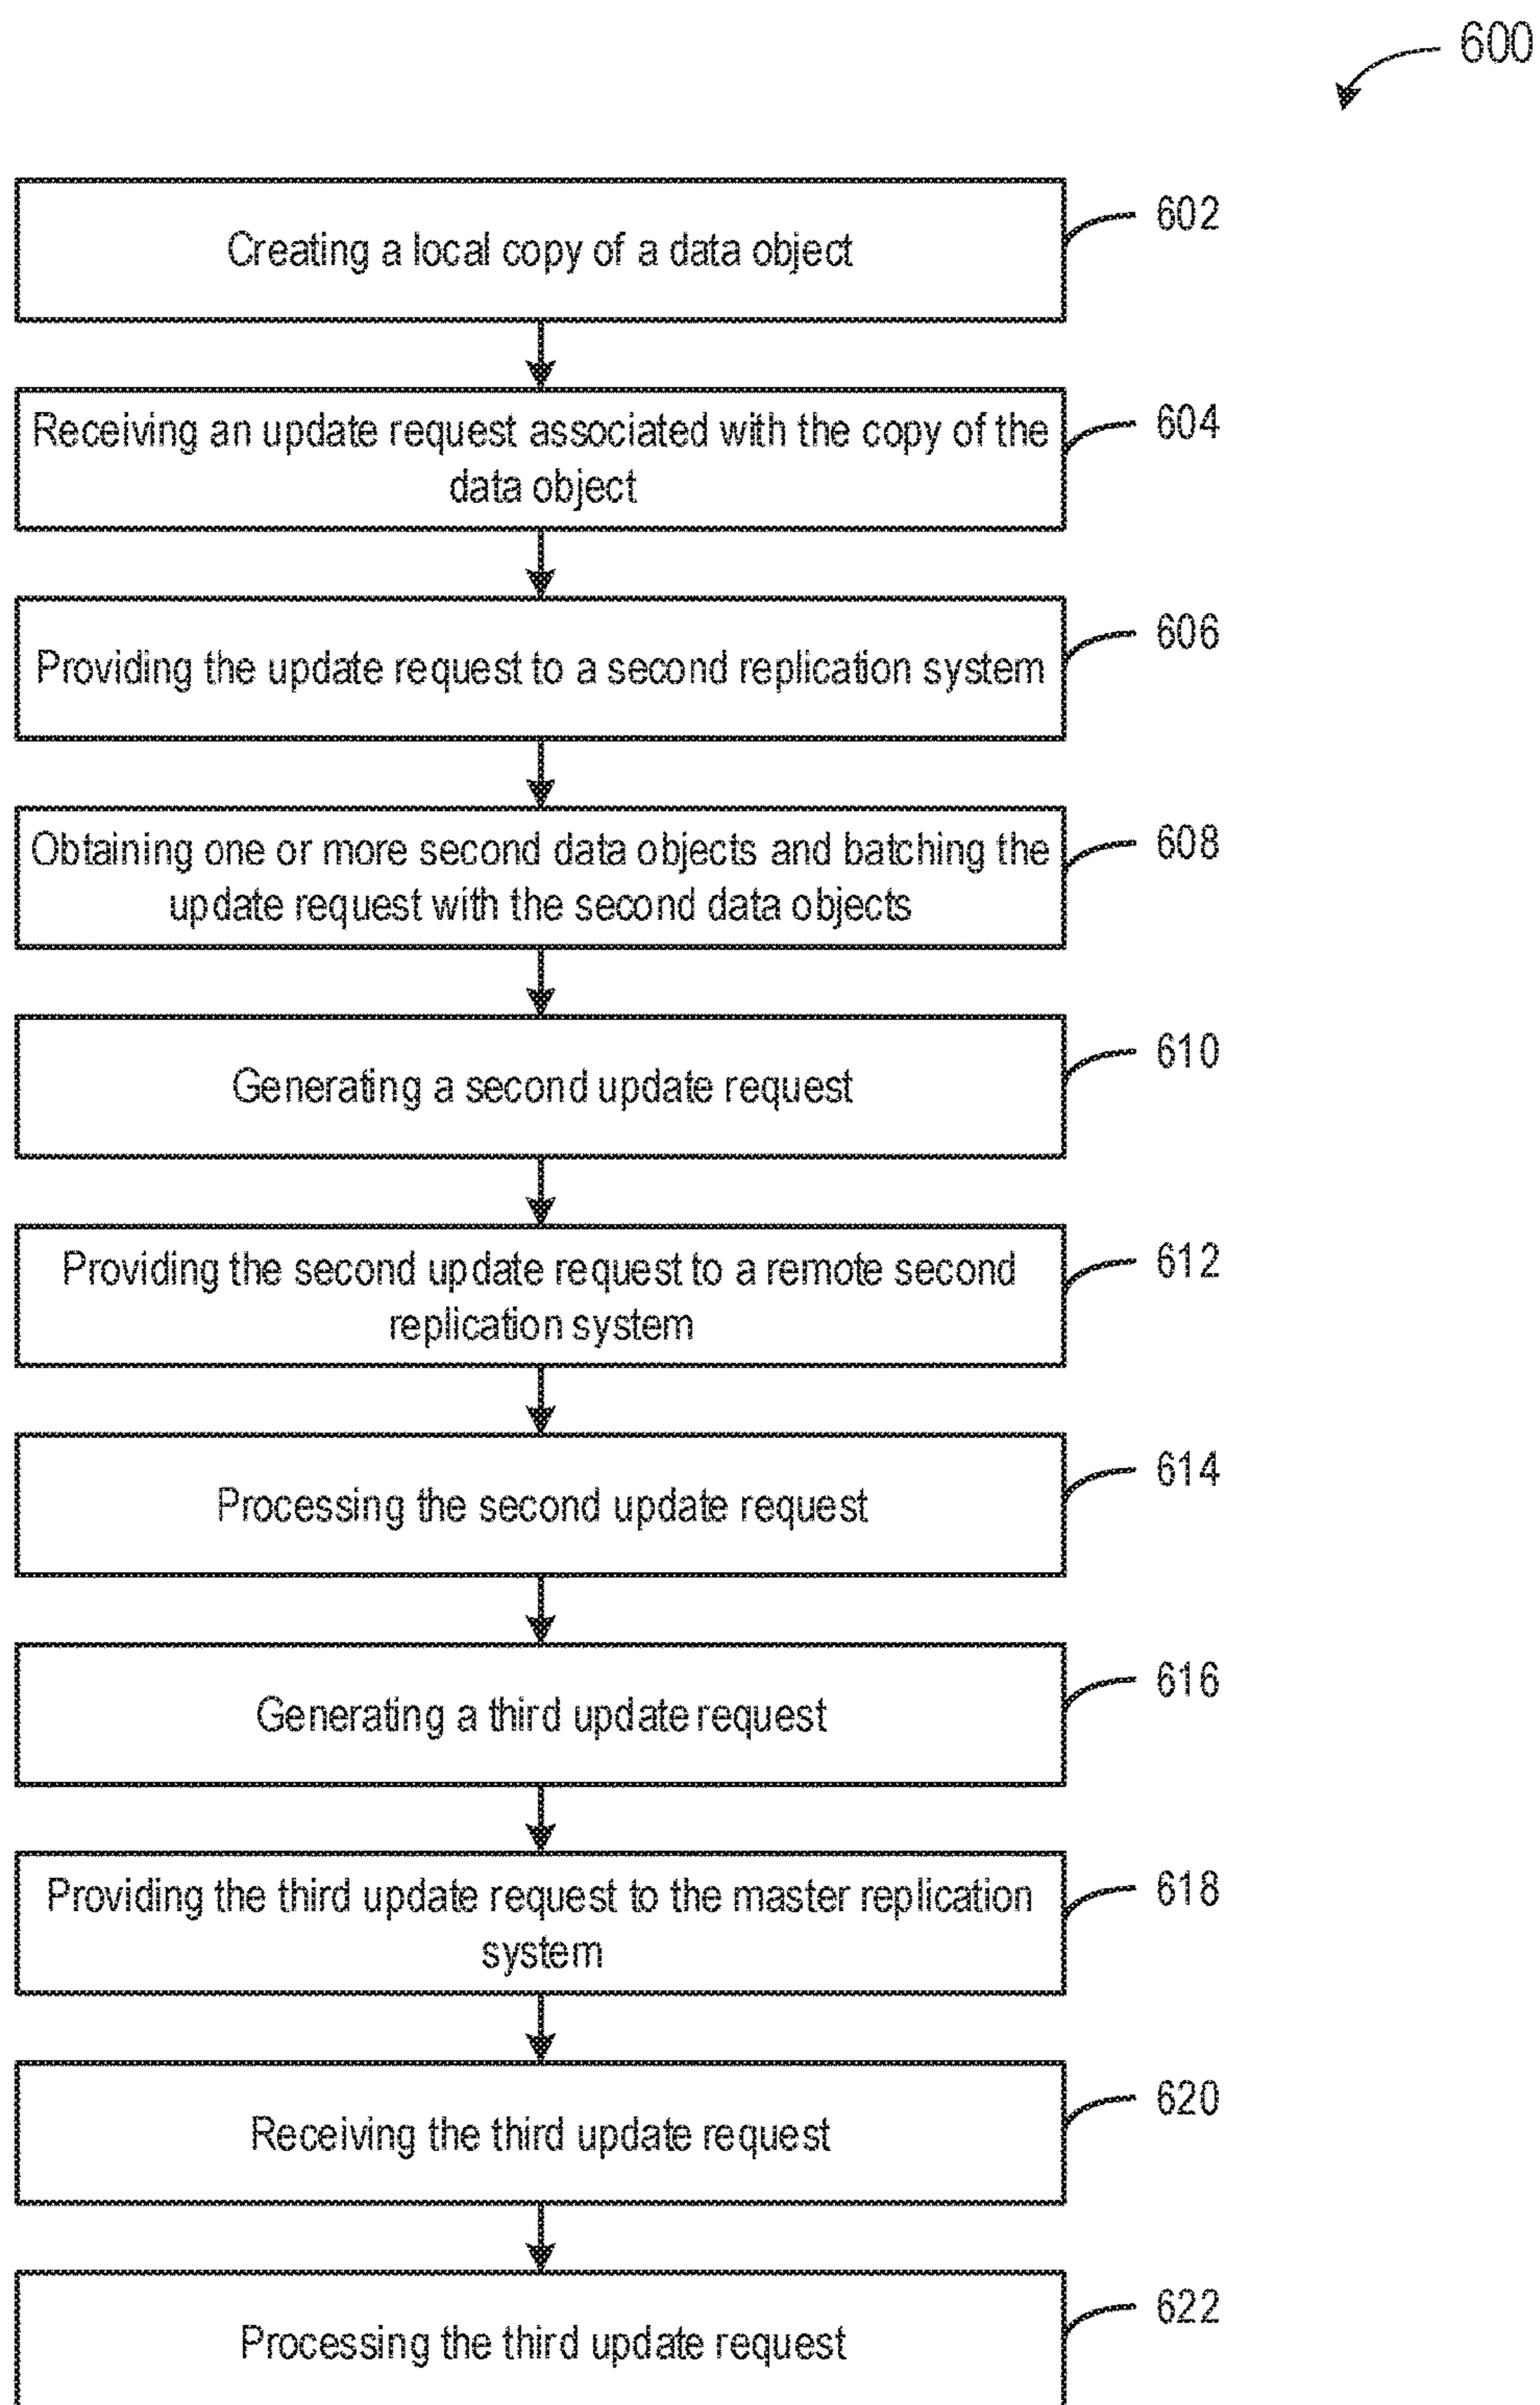 600
Creating a local copy of a data object
602
Receiving an update request associated with the copy of the
data object
604
Providing the update request to a second replication system
606
Obtaining one or more second data objects and batching the
update request with the second data objects
608
Generating a second update request
610
Providing the second update request to a remote second
replication system
612
Processing the second update request
614
Generating a third update request
616
Providing the third update request to the master replication
system
618
Receiving the third update request
620
Processing the third update request
622